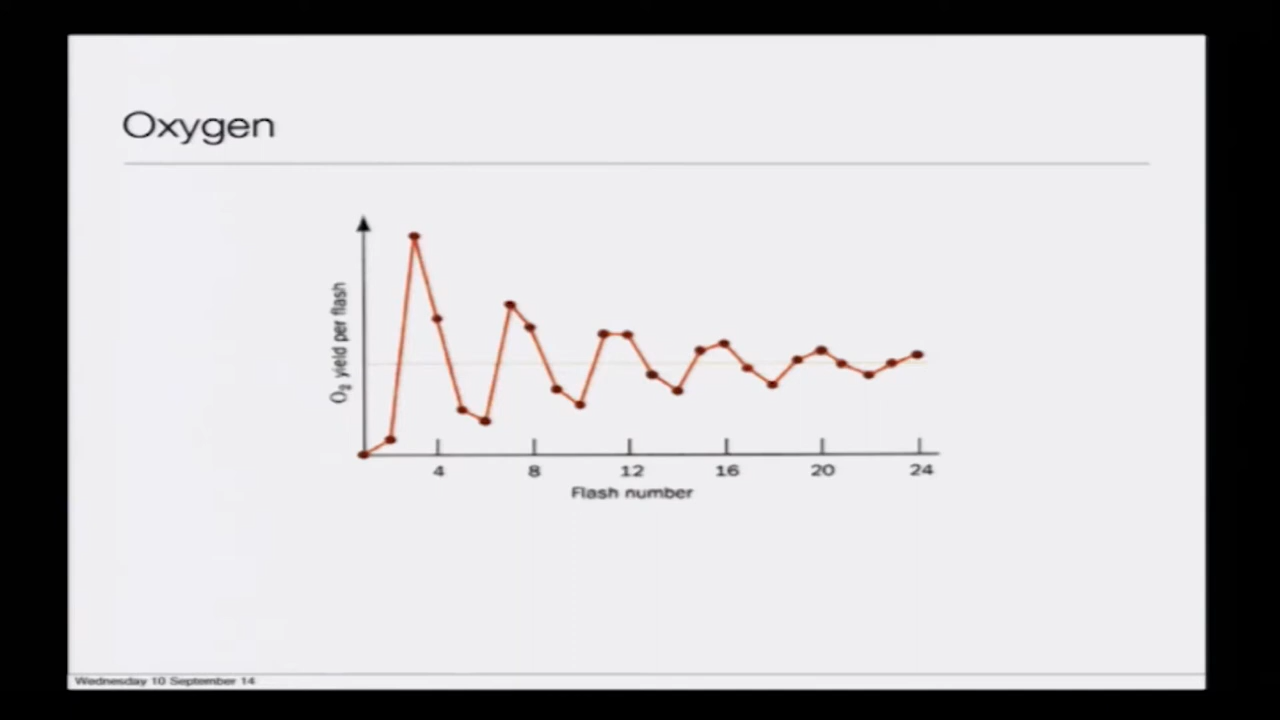 Oxygen
O2 yield per flash
4 8 12 16 20 24
Flash number
Wednesday 10 September 14